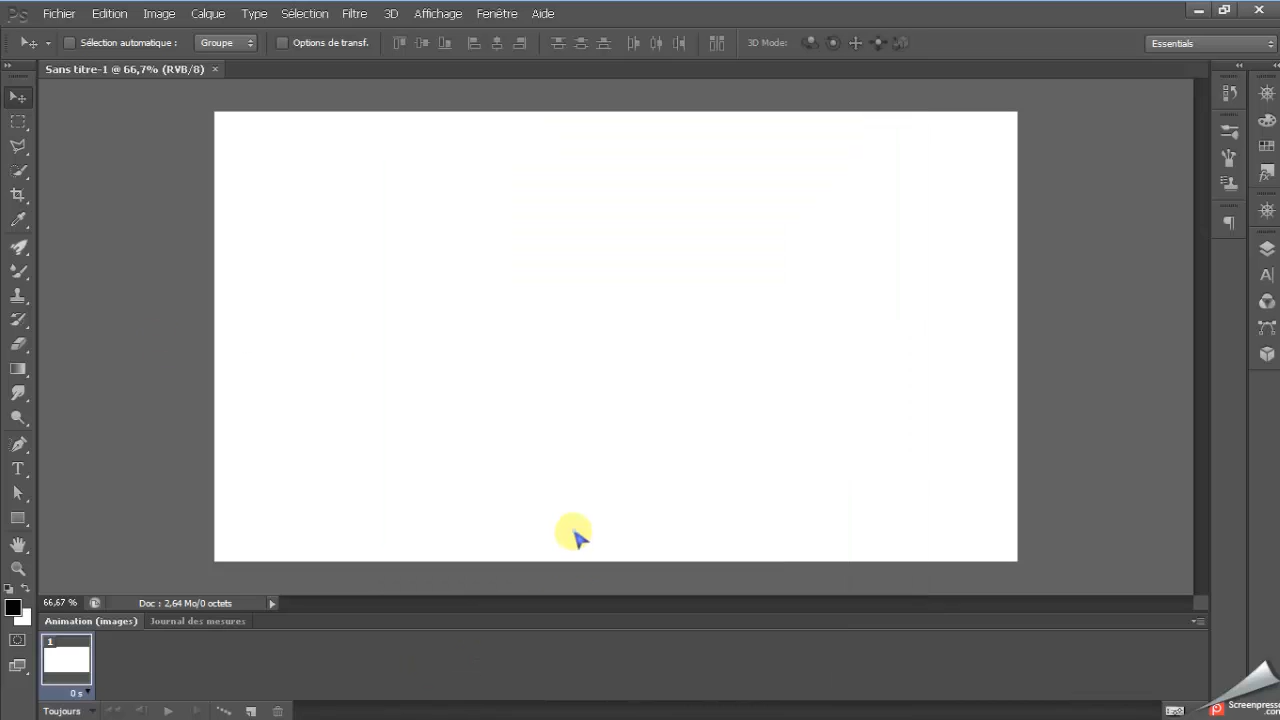 Ps Fichier Edition Image Calque Type Sélection Filtre 3D Affichage Fenêtre Aide
Sélection automatique : Groupe Options de transf. 3D Mode: Essentials
Sans titre-1 @ 66,7% (RVB/8) ×
T
A
66,67 % Doc : 2,64 Mo/0 octets
Animation (images) Journal des mesures
1
0 s
Toujours
Screenpresso
.com